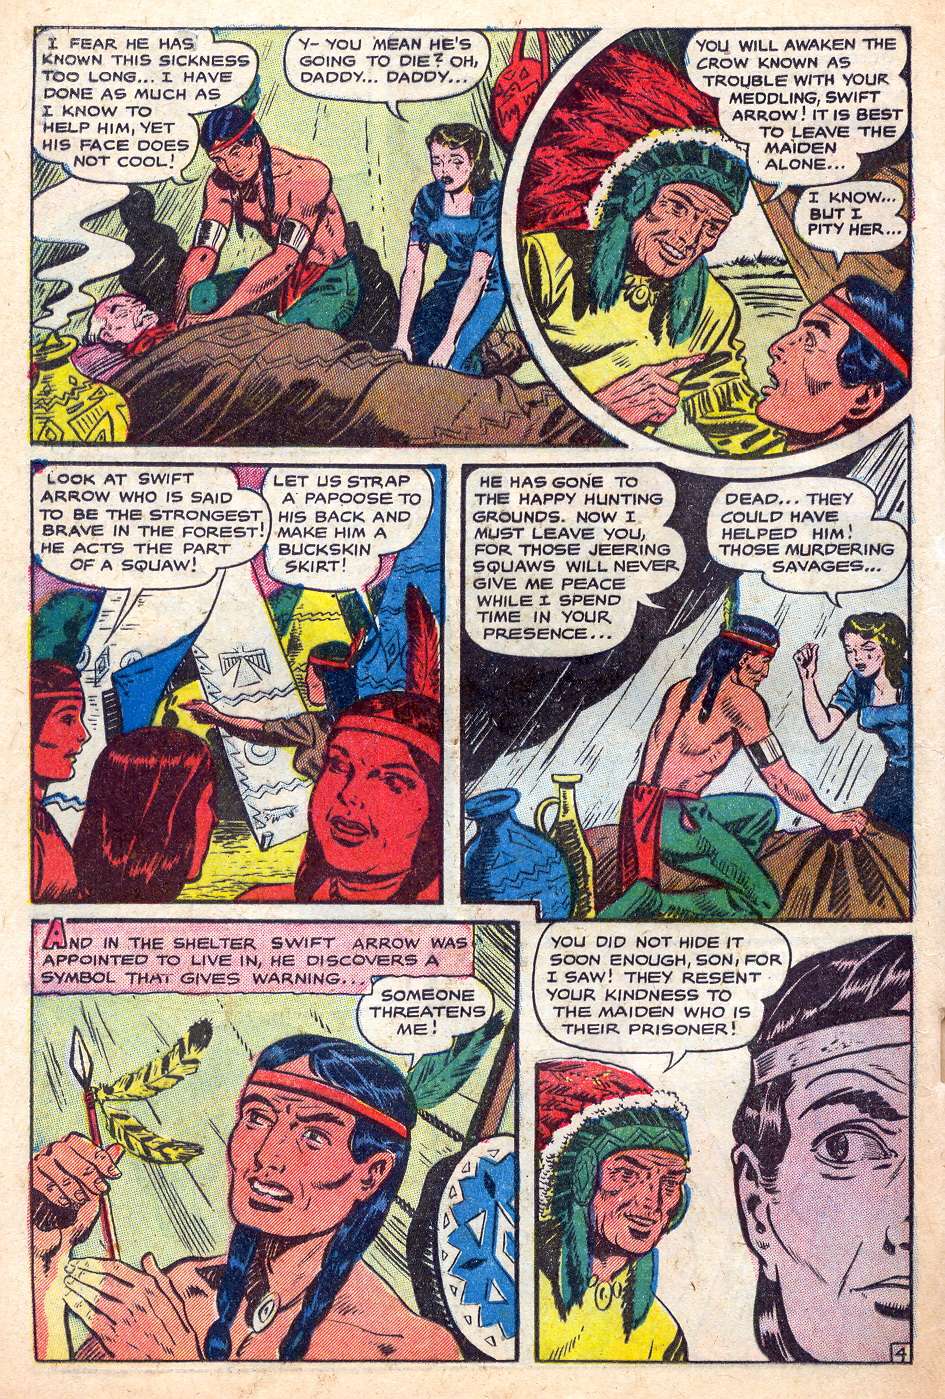 I FEAR HE HAS
KNOWN THIS SICKNESS
TOO LONG... I HAVE
DONE AS MUCH AS
I KNOW TO
HELP HIM, YET
HIS FACE DOES
NOT COOL!
Y- YOU MEAN HE'S
GOING TO DIE? OH,
DADDY... DADDY...
YOU WILL AWAKEN THE
CROW KNOWN AS
TROUBLE WITH YOUR
MEDDLING, SWIFT
ARROW! IT IS BEST
TO LEAVE THE
MAIDEN
ALONE...
I KNOW...
BUT I
PITY HER...
LOOK AT SWIFT
ARROW WHO IS SAID
TO BE THE STRONGEST
BRAVE IN THE FOREST!
HE ACTS THE PART
OF A SQUAW!
LET US STRAP
A PAPOOSE TO
HIS BACK AND
MAKE HIM A
BUCKSKIN
SKIRT!
HE HAS GONE TO
THE HAPPY HUNTING
GROUNDS. NOW I
MUST LEAVE YOU,
FOR THOSE JEERING
SQUAWS WILL NEVER
GIVE ME PEACE
WHILE I SPEND
TIME IN YOUR
PRESENCE...
DEAD... THEY
COULD HAVE
HELPED HIM!
THOSE MURDERING
SAVAGES...
AND IN THE SHELTER SWIFT ARROW WAS
APPOINTED TO LIVE IN, HE DISCOVERS A
SYMBOL THAT GIVES WARNING...
SOMEONE
THREATENS
ME!
YOU DID NOT HIDE IT
SOON ENOUGH, SON, FOR
I SAW! THEY RESENT
YOUR KINDNESS TO
THE MAIDEN WHO IS
THEIR PRISONER!
4